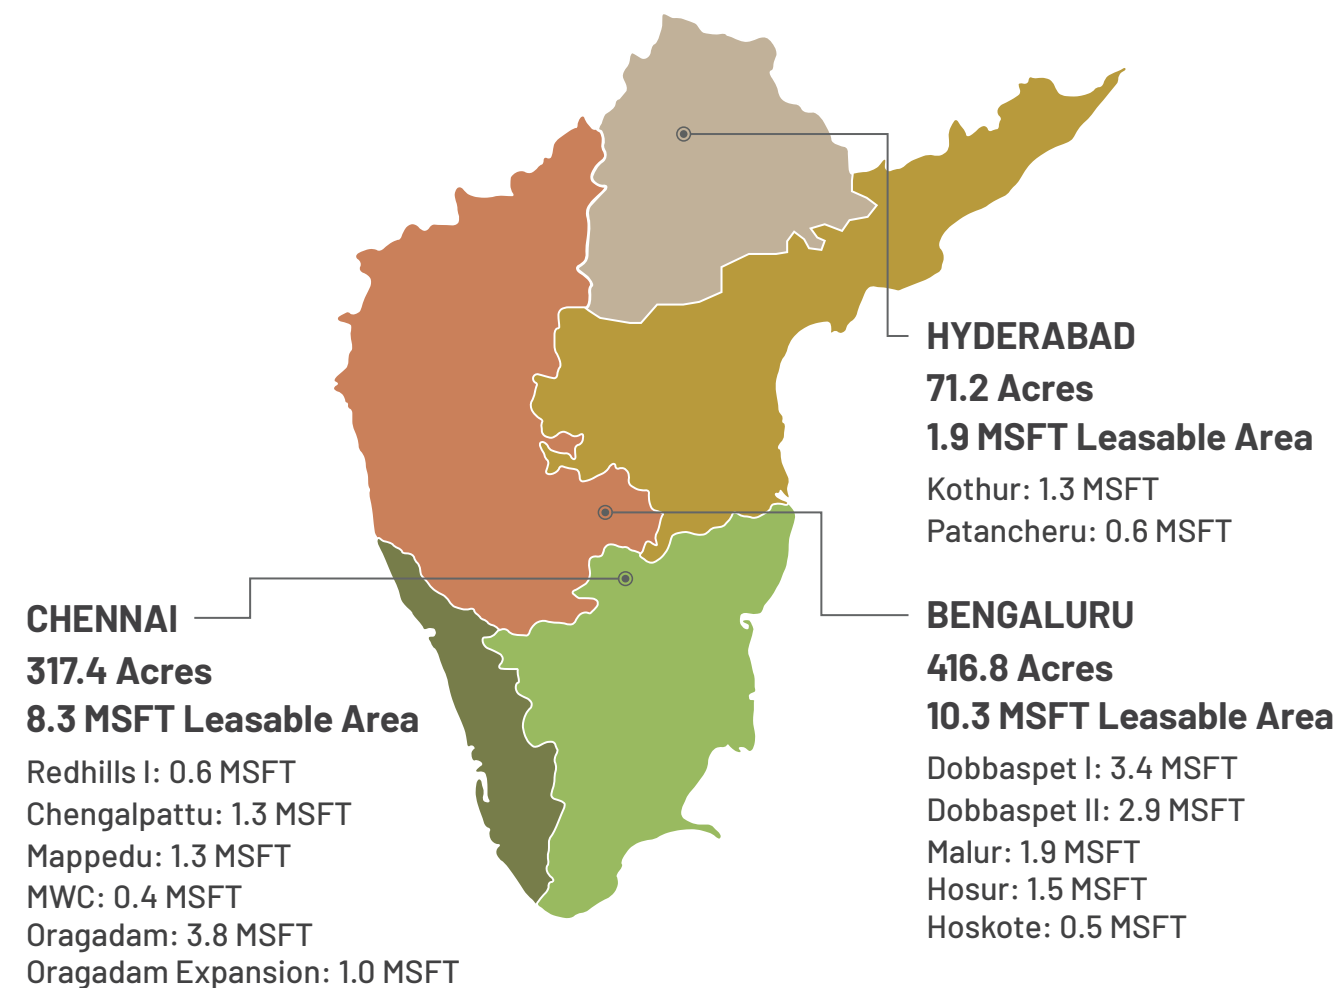 HYDERABAD
71.2 Acres
1.9 MSFT Leasable Area
Kothur: 1.3 MSFT
Patancheru: 0.6 MSFT
CHENNAI
317.4 Acres
8.3 MSFT Leasable Area
Redhills I: 0.6 MSFT
Chengalpattu: 1.3 MSFT
Mappedu: 1.3 MSFT
MWC: 0.4 MSFT
Oragadam: 3.8 MSFT
Oragadam Expansion: 1.0 MSFT
BENGALURU
416.8 Acres
10.3 MSFT Leasable Area
Dobbaspet I: 3.4 MSFT
Dobbaspet II: 2.9 MSFT
Malur: 1.9 MSFT
Hosur: 1.5 MSFT
Hoskote: 0.5 MSFT